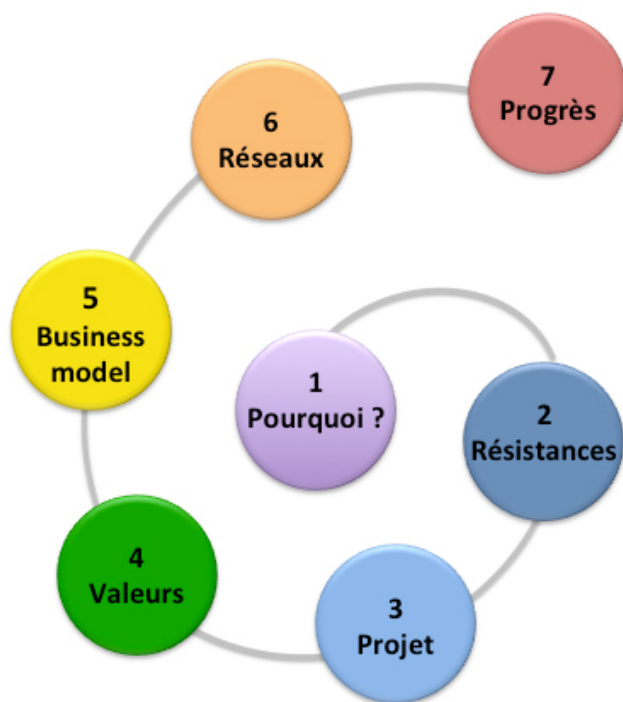 1
Pourquoi ?
2
Résistances
3
Projet
4
Valeurs
5
Business
model
6
Réseaux
7
Progrès